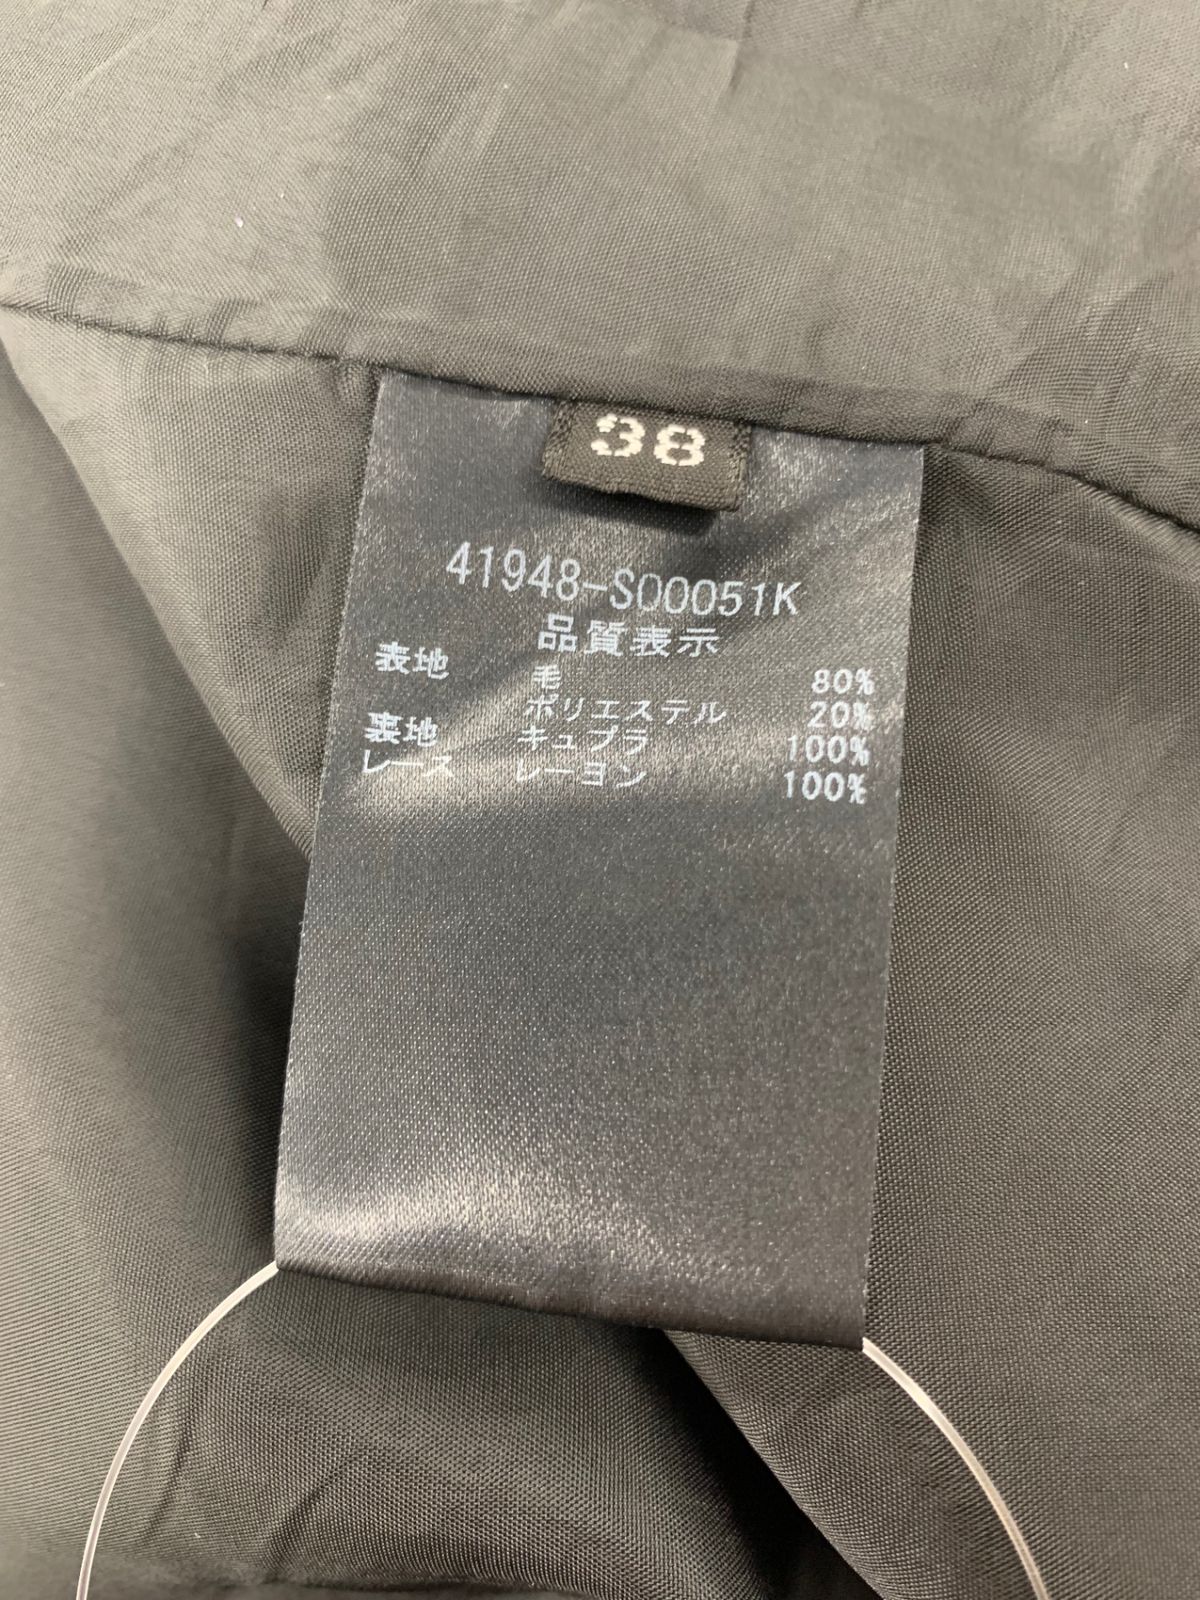 38
41948-S00051K
品質表示
表地 毛 80%
ポリエステル 20%
裏地 キュプラ 100%
レース レーヨン 100%